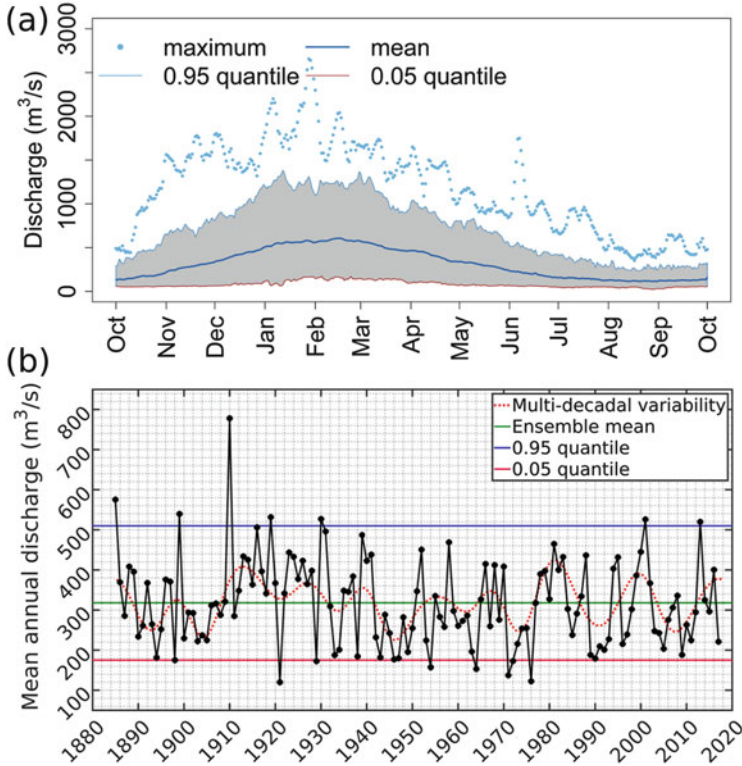 (a)
maximum
mean
0.95 quantile
0.05 quantile
Discharge (m³/s)
3000
2000
1000
0
Oct Nov Dec Jan Feb Mar Apr May Jun Jul Aug Sep Oct
(b)
Multi-decadal variability
Ensemble mean
0.95 quantile
0.05 quantile
Mean annual discharge (m³/s)
800
700
600
500
400
300
200
100
1880 1890 1900 1910 1920 1930 1940 1950 1960 1970 1980 1990 2000 2010 2020